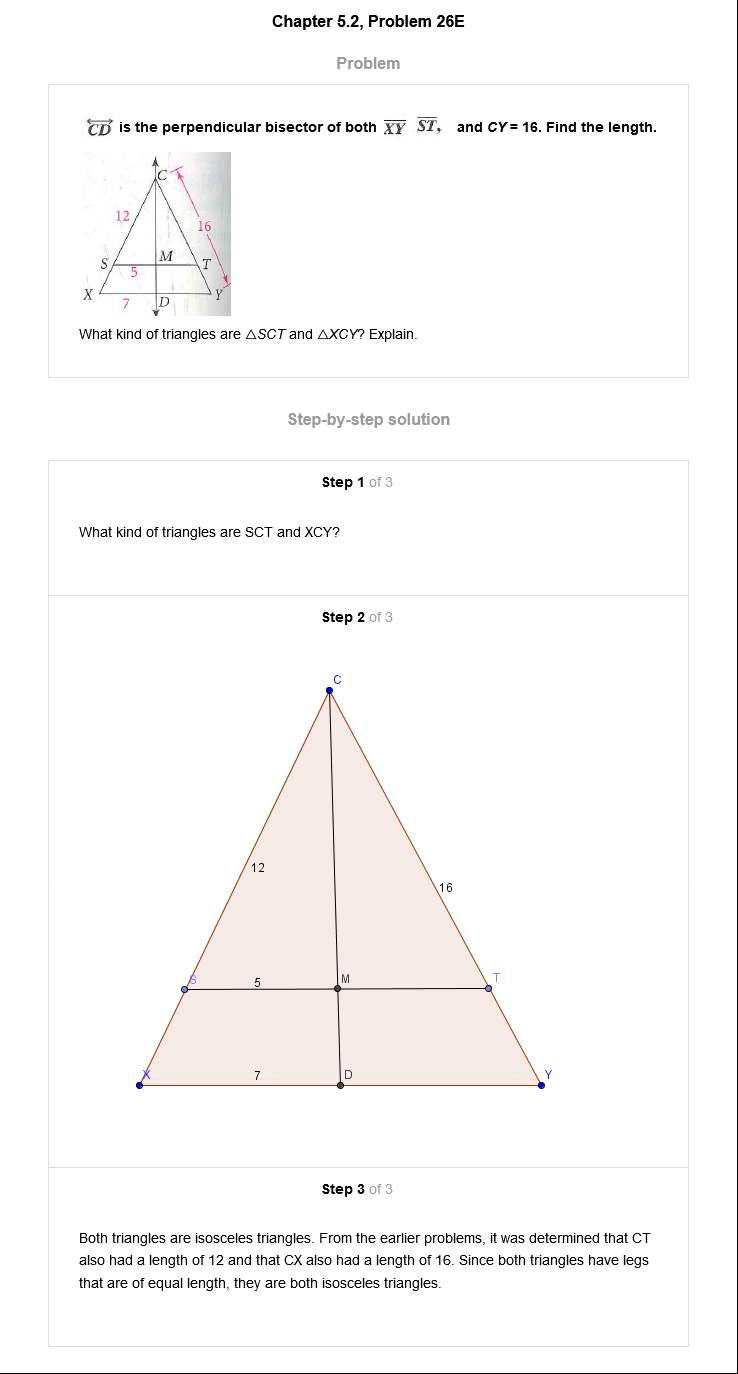 Chapter 5.2, Problem 26E
Problem
CD is the perpendicular bisector of both XY ST, and CY = 16. Find the length.
C
12
16
S
M
T
5
X
7
D
Y
What kind of triangles are △SCT and △XCY? Explain.
Step-by-step solution
Step 1 of 3
What kind of triangles are SCT and XCY?
Step 2 of 3
C
12
16
S
5
M
T
X
7
D
Y
Step 3 of 3
Both triangles are isosceles triangles. From the earlier problems, it was determined that CT
also had a length of 12 and that CX also had a length of 16. Since both triangles have legs
that are of equal length, they are both isosceles triangles.